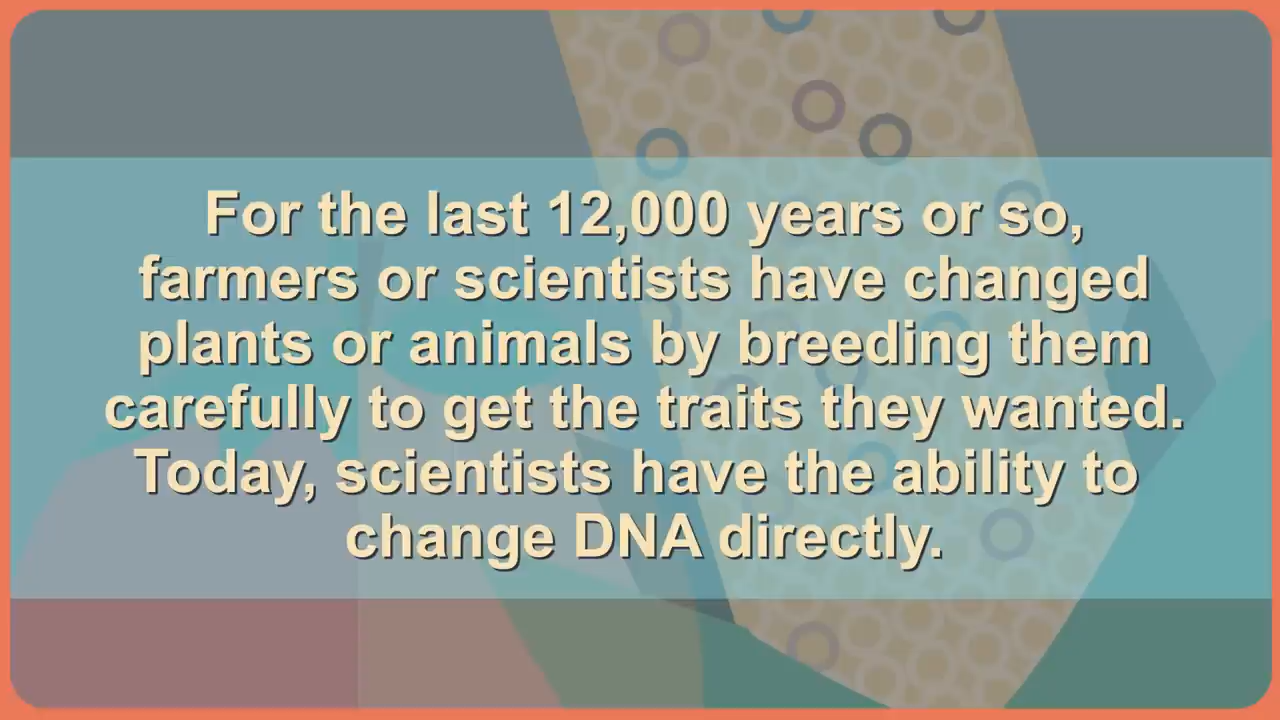 For the last 12,000 years or so,
farmers or scientists have changed
plants or animals by breeding them
carefully to get the traits they wanted.
Today, scientists have the ability to
change DNA directly.